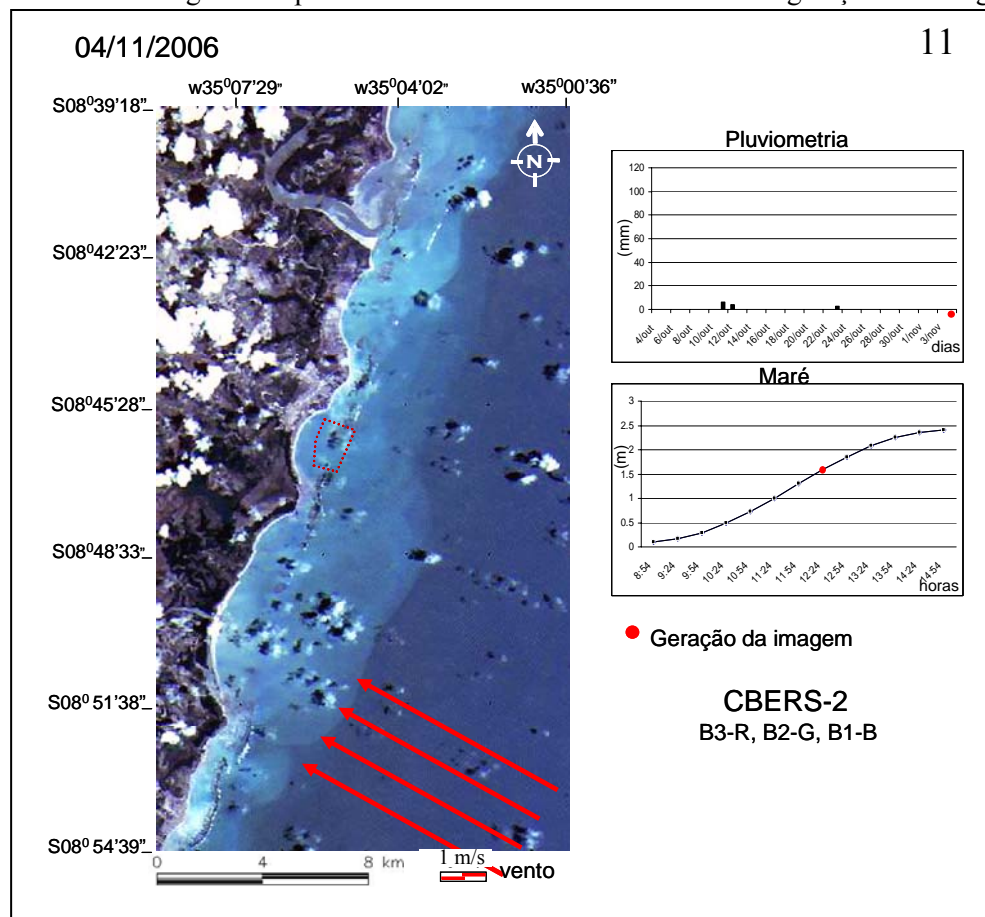 04/11/2006
11
w35⁰07'29" w35⁰04'02" w35⁰00'36"
S08⁰39'18"
S08⁰42'23"
S08⁰45'28"
S08⁰48'33"
S08⁰ 51'38"
S08⁰ 54'39"
N
0 4 8 km
1 m/s
vento
Pluviometria
(mm)
120
100
80
60
40
20
0
4/out 6/out 8/out 10/out 12/out 14/out 16/out 18/out 20/out 22/out 24/out 26/out 28/out 30/out 1/nov 3/nov
dias
Maré
(m)
3
2.5
2
1.5
1
0.5
0
8:54 9:24 9:54 10:24 10:54 11:24 11:54 12:24 12:54 13:24 13:54 14:24 14:54
horas
Geração da imagem
CBERS-2
B3-R, B2-G, B1-B